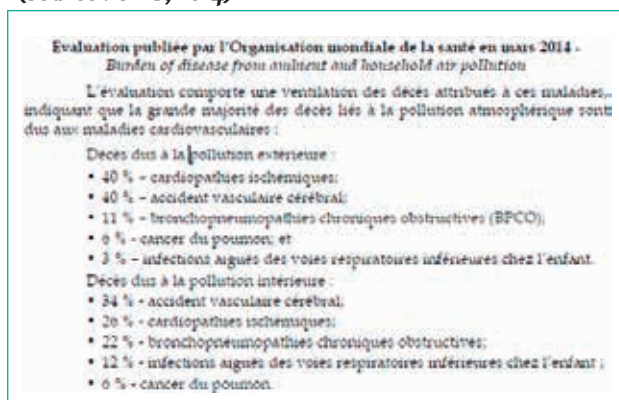 Evaluation publiée par l'Organisation mondiale de la santé en mars 2014 -
Burden of disease from ambient and household air pollution
L'évaluation comporte une ventilation des décès attribués à ces maladies,
indiquant que la grande majorité des décès liés à la pollution atmosphérique sont
dus aux maladies cardiovasculaires :
Décès dus à la pollution extérieure :
• 40 % – cardiopathies ischémiques;
• 40 % – accident vasculaire cérébral;
• 11 % – bronchopneumopathies chroniques obstructives (BPCO);
• 6 % - cancer du poumon; et
• 3 % – infections aiguës des voies respiratoires inférieures chez l'enfant.
Décès dus à la pollution intérieure :
• 34 % - accident vasculaire cérébral;
• 26 % - cardiopathies ischémiques;
• 22 % - bronchopneumopathies chroniques obstructives;
• 12 % - infections aiguës des voies respiratoires inférieures chez l'enfant ;
• 6 % - cancer du poumon.